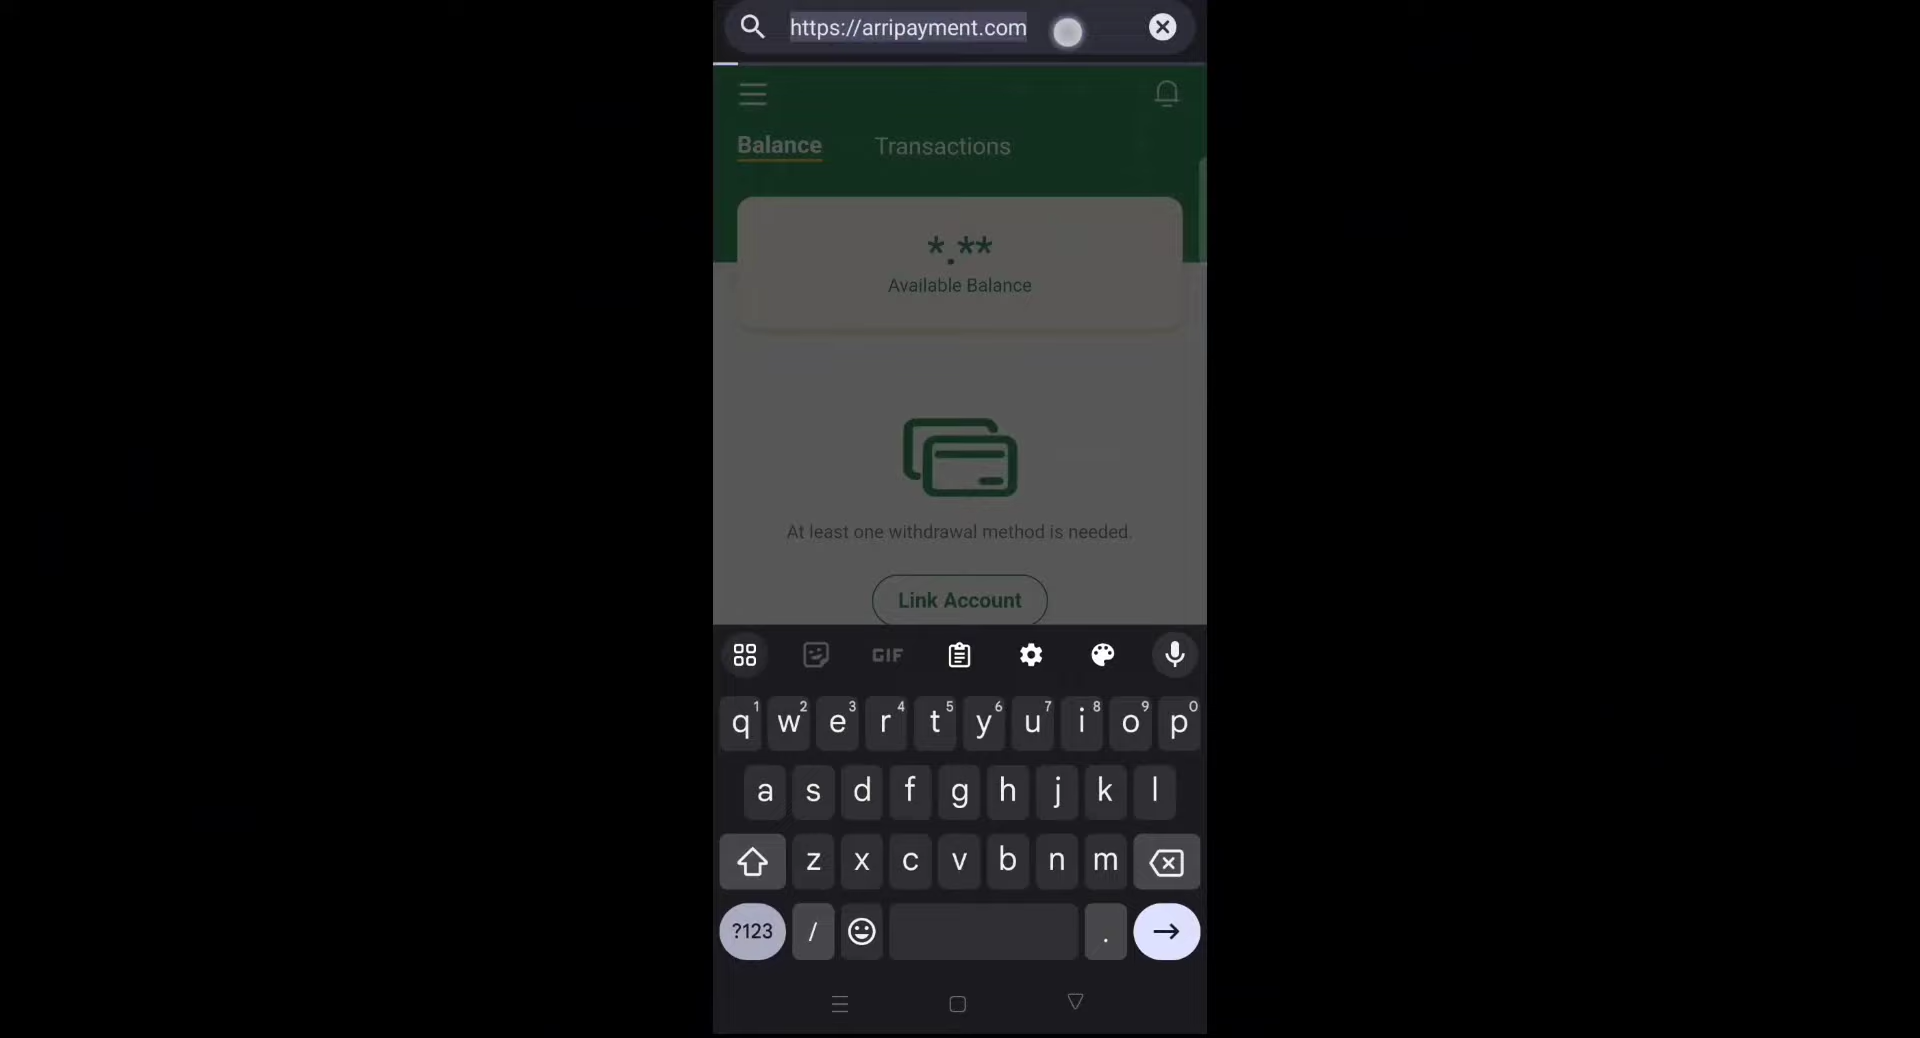 https://arripayment.com
Balance Transactions
*.**
Available Balance
At least one withdrawal method is needed.
Link Account
GIF
q1 w2 e3 r4 t5 y6 u7 i8 o9 p0
a s d f g h j k l
z x c v b n m
?123 / .